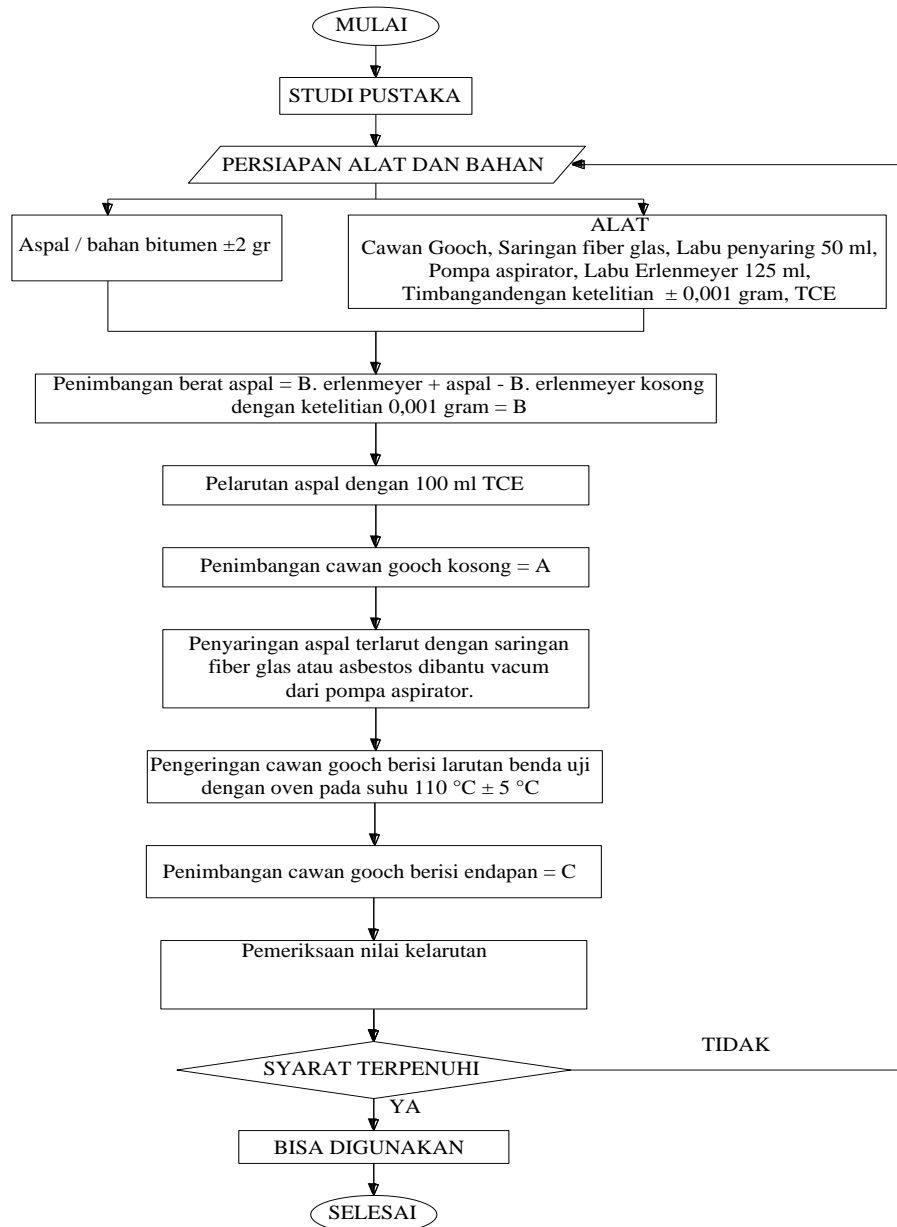 MULAI
STUDI PUSTAKA
PERSIAPAN ALAT DAN BAHAN
Aspal / bahan bitumen ±2 gr
ALAT
Cawan Gooch, Saringan fiber glas, Labu penyaring 50 ml,
Pompa aspirator, Labu Erlenmeyer 125 ml,
Timbangandengan ketelitian ± 0,001 gram, TCE
Penimbangan berat aspal = B. erlenmeyer + aspal - B. erlenmeyer kosong
dengan ketelitian 0,001 gram = B
Pelarutan aspal dengan 100 ml TCE
Penimbangan cawan gooch kosong = A
Penyaringan aspal terlarut dengan saringan
fiber glas atau asbestos dibantu vacum
dari pompa aspirator.
Pengeringan cawan gooch berisi larutan benda uji
dengan oven pada suhu 110 °C ± 5 °C
Penimbangan cawan gooch berisi endapan = C
Pemeriksaan nilai kelarutan
SYARAT TERPENUHI
TIDAK
YA
BISA DIGUNAKAN
SELESAI